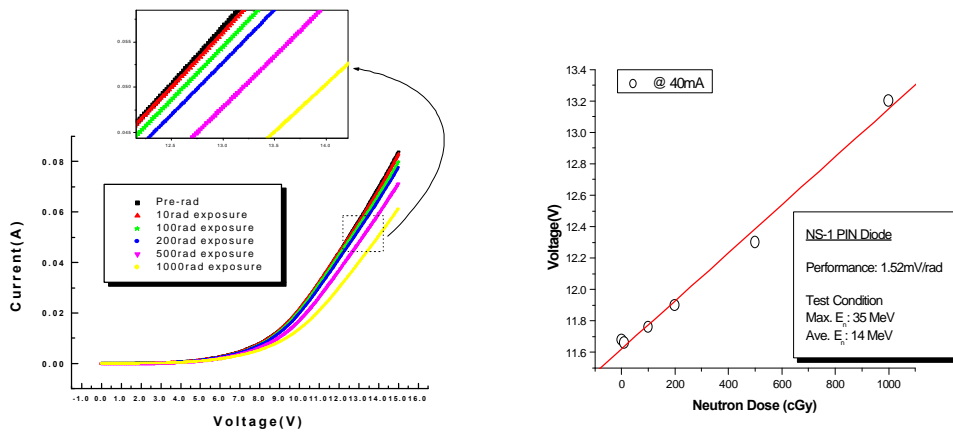 0.055
0.050
0.045
12.5 13.0 13.5 14.0
0.08
0.06
0.04
0.02
0.00
Pre-rad
10rad exposure
100rad exposure
200rad exposure
500rad exposure
1000rad exposure
Current(A)
-1.0 0.0 1.0 2.0 3.0 4.0 5.0 6.0 7.0 8.0 9.0 10.0 11.0 12.0 13.0 14.0 15.0 16.0
Voltage(V)
13.4
13.2
13.0
12.8
12.6
12.4
12.2
12.0
11.8
11.6
@ 40mA
Voltage(V)
NS-1 PIN Diode
Performance: 1.52mV/rad
Test Condition
Max. En: 35 MeV
Ave. En: 14 MeV
0 200 400 600 800 1000
Neutron Dose (cGy)